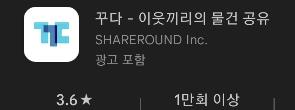 꾸다 - 이웃끼리의 물건 공유
SHAREROUND Inc.
광고 포함
3.6★
1만회 이상